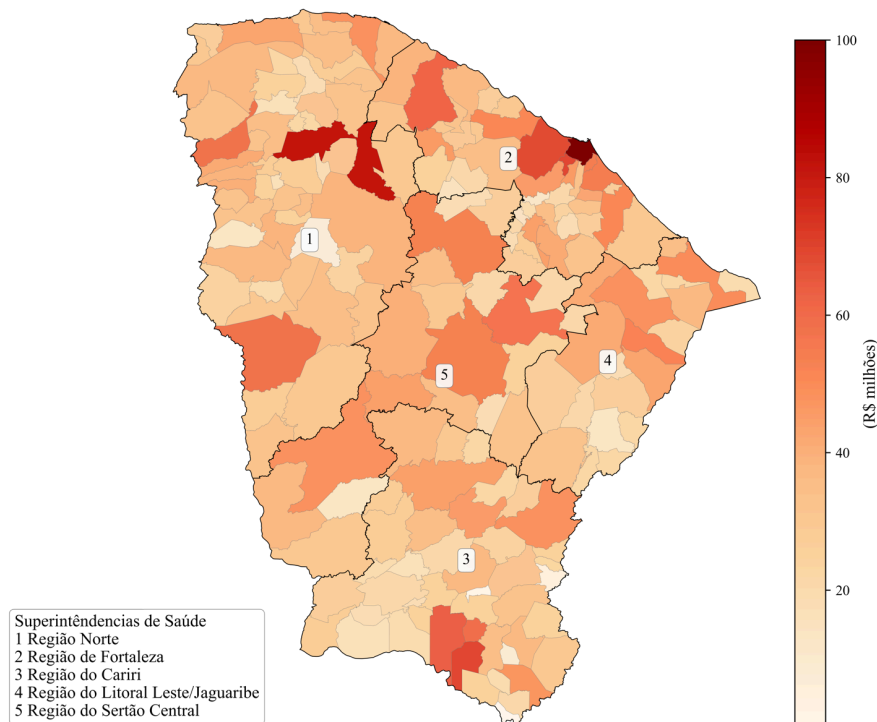 100
80
60
40
20
(R$ milhões)
2
1
4
5
3
Superintêndencias de Saúde
1 Região Norte
2 Região de Fortaleza
3 Região do Cariri
4 Região do Litoral Leste/Jaguaribe
5 Região do Sertão Central